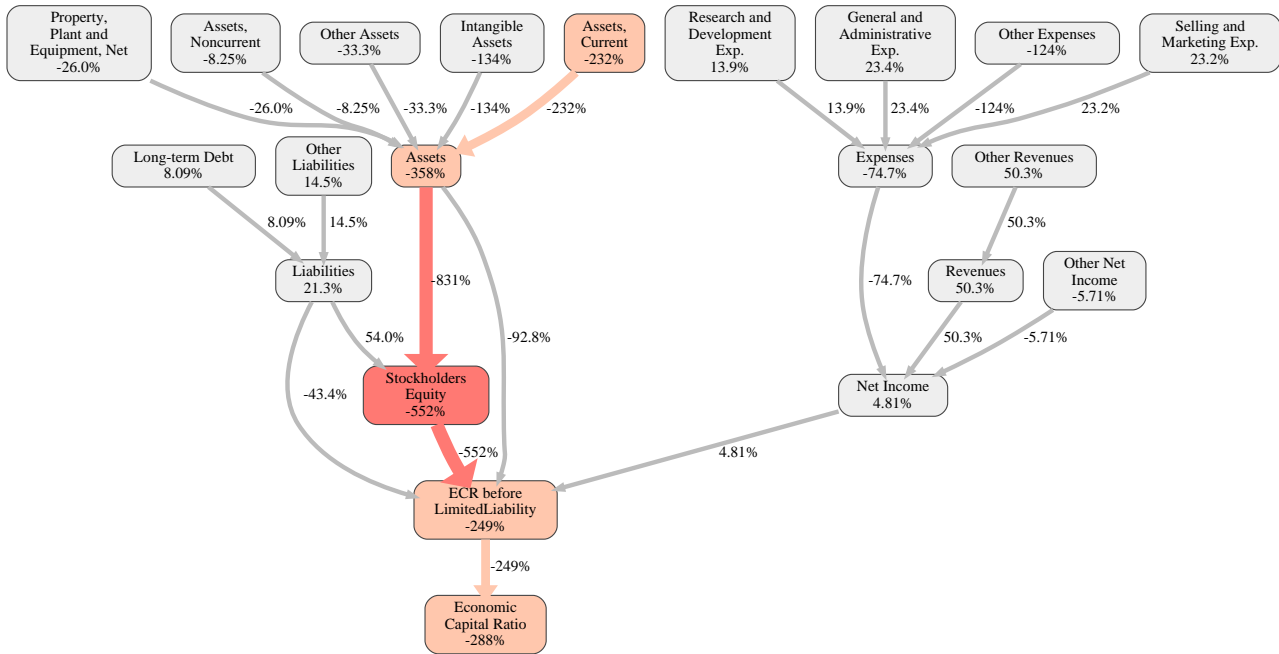 Property,
Plant and
Equipment, Net
-26.0%
Assets,
Noncurrent
-8.25%
Other Assets
-33.3%
Intangible
Assets
-134%
Assets,
Current
-232%
Research and
Development
Exp.
13.9%
General and
Administrative
Exp.
23.4%
Other Expenses
-124%
Selling and
Marketing Exp.
23.2%
-26.0%
-8.25%
-33.3%
-134%
-232%
13.9%
23.4%
-124%
23.2%
Long-term Debt
8.09%
Other
Liabilities
14.5%
Assets
-358%
Expenses
-74.7%
Other Revenues
50.3%
8.09%
14.5%
50.3%
Liabilities
21.3%
-831%
-74.7%
Revenues
50.3%
Other Net
Income
-5.71%
54.0%
-92.8%
50.3%
-5.71%
-43.4%
Stockholders
Equity
-552%
Net Income
4.81%
-552%
4.81%
ECR before
LimitedLiability
-249%
-249%
Economic
Capital Ratio
-288%